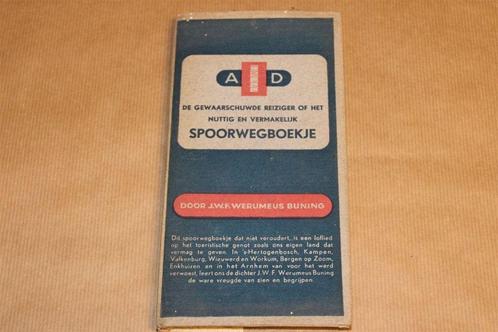 A D
DE GEWAARSCHUWDE REIZIGER OF HET
NUTTIG EN VERMAKELIJK
SPOORWEGBOEKJE
DOOR J.W.F. WERUMEUS BUNING
Dit spoorwegboekje dat niet veroudert, is een loflied
op het toeristische genot zoals ons eigen land dat
vermag te geven. In 'sHertogenbosch, Kampen,
Valkenburg, Wieuwerd en Workum, Bergen op Zoom,
Enkhuizen en in het Arnhem van voor het werd
verwoest, leert ons de dichter J. W. F. Werumeus Buning
de ware vreugde van zien en begrijpen.